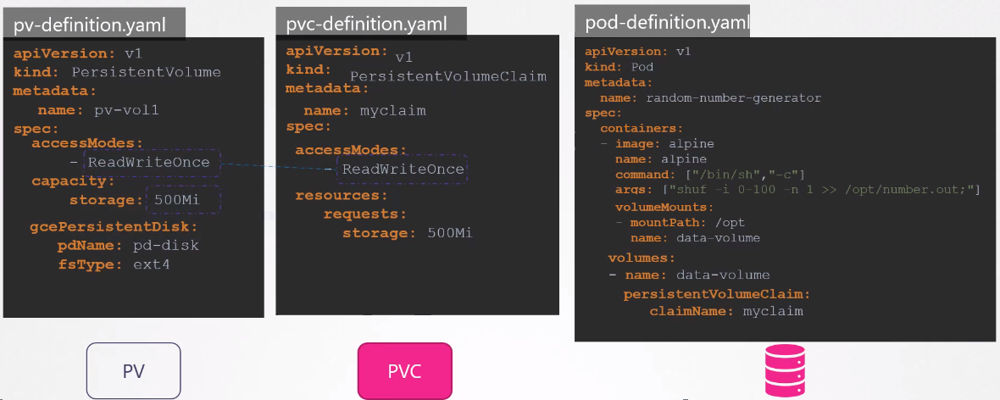 pv-definition.yaml
apiVersion: v1
kind: PersistentVolume
metadata:
name: pv-vol1
spec:
accessModes:
- ReadWriteOnce
capacity:
storage: 500Mi
gcePersistentDisk:
pdName: pd-disk
fsType: ext4
PV
pvc-definition.yaml
apiVersion: v1
kind: PersistentVolumeClaim
metadata:
name: myclaim
spec:
accessModes:
- ReadWriteOnce
resources:
requests:
storage: 500Mi
PVC
pod-definition.yaml
apiVersion: v1
kind: Pod
metadata:
name: random-number-generator
spec:
containers:
- image: alpine
name: alpine
command: ["/bin/sh","-c"]
args: ["shuf -i 0-100 -n 1 >> /opt/number.out;"]
volumeMounts:
- mountPath: /opt
name: data-volume
volumes:
- name: data-volume
persistentVolumeClaim:
claimName: myclaim